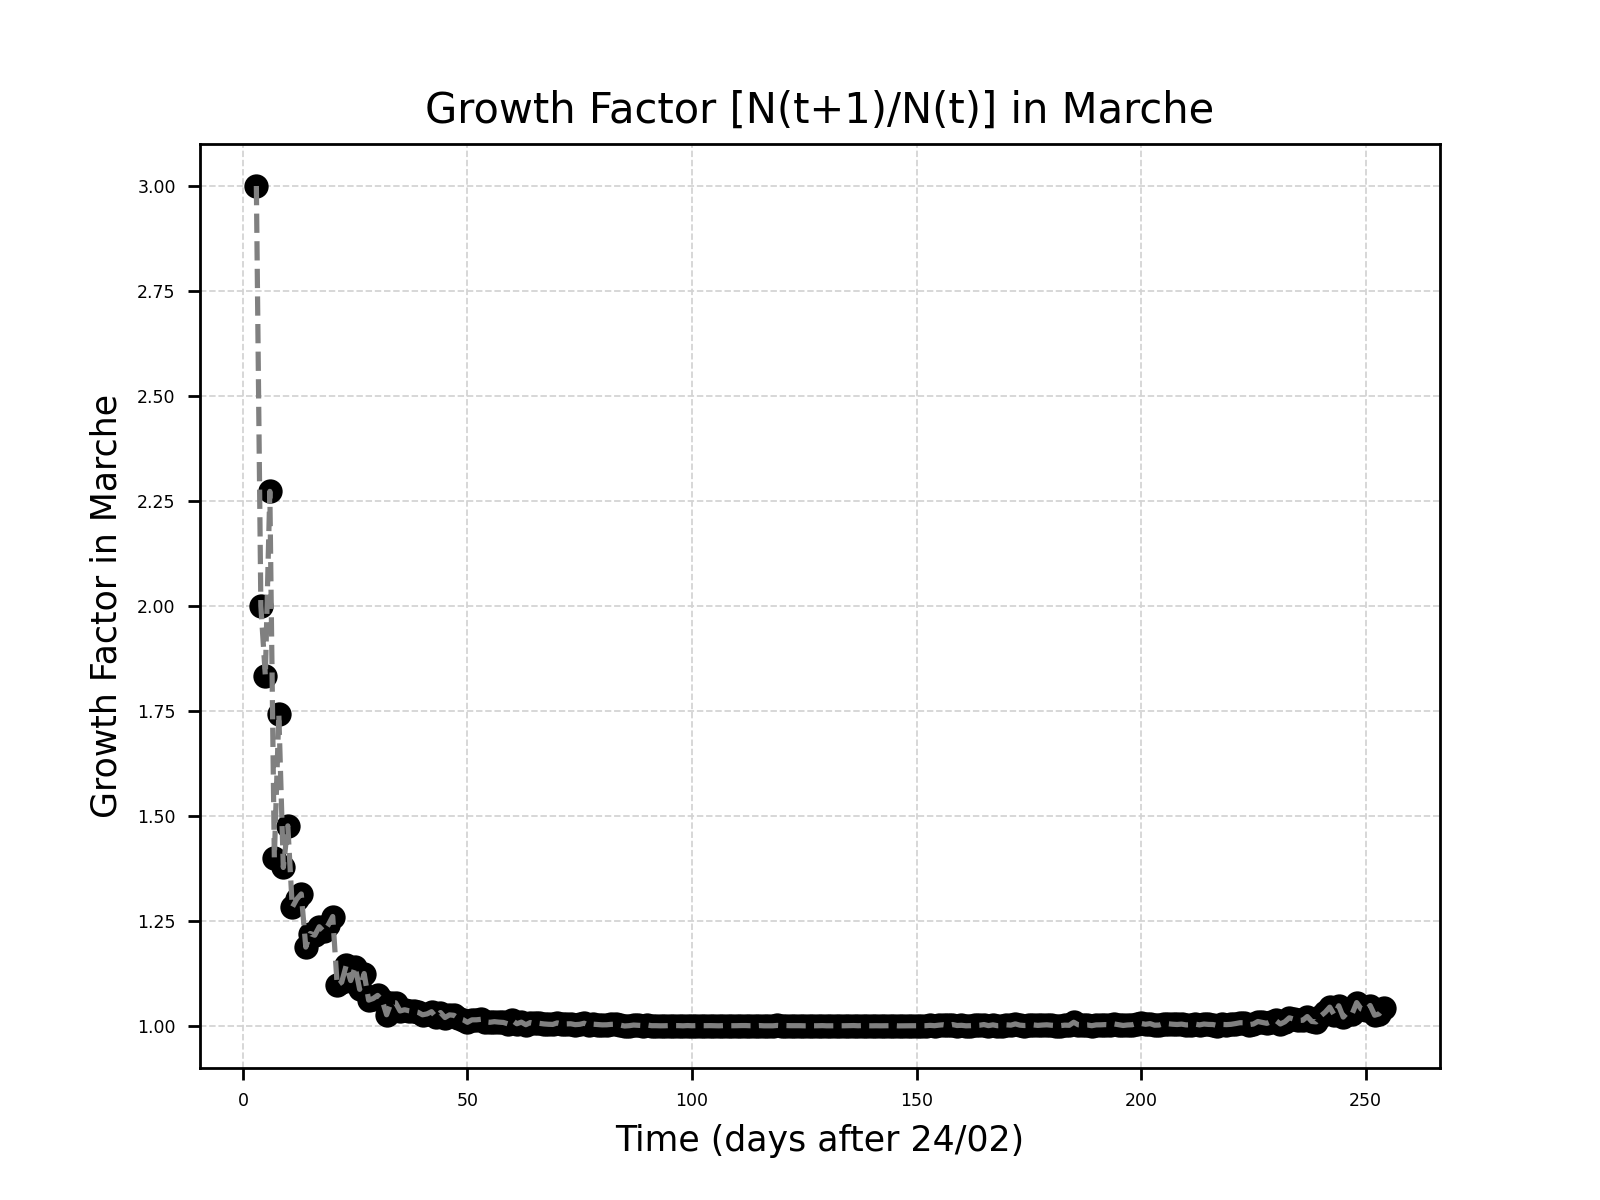 Growth Factor [N(t+1)/N(t)] in Marche
Growth Factor in Marche
3.00
2.75
2.50
2.25
2.00
1.75
1.50
1.25
1.00
0 50 100 150 200 250
Time (days after 24/02)